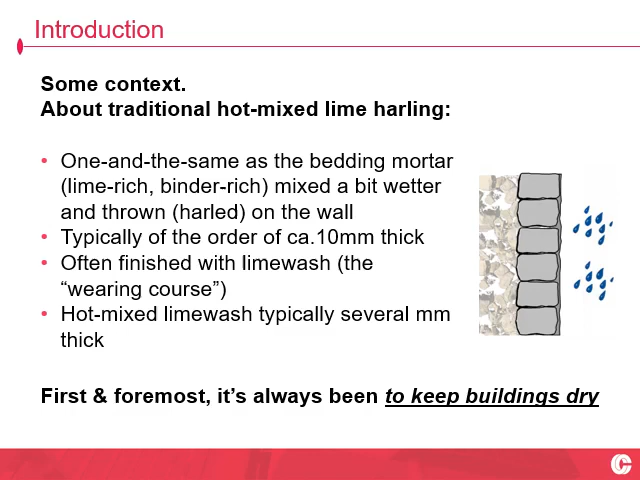 Introduction
Some context.
About traditional hot-mixed lime harling:
• One-and-the-same as the bedding mortar
(lime-rich, binder-rich) mixed a bit wetter
and thrown (harled) on the wall
• Typically of the order of ca.10mm thick
• Often finished with limewash (the
“wearing course”)
• Hot-mixed limewash typically several mm
thick
First & foremost, it’s always been to keep buildings dry